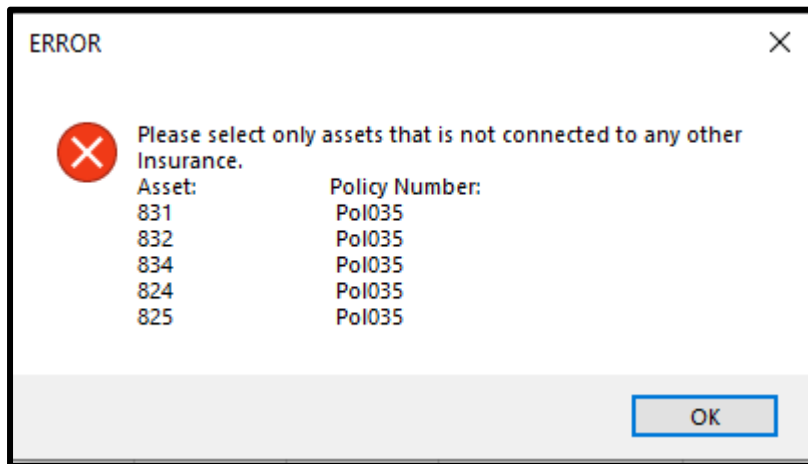 ERROR
Please select only assets that is not connected to any other
Insurance.
Asset: Policy Number:
831 Pol035
832 Pol035
834 Pol035
824 Pol035
825 Pol035
OK